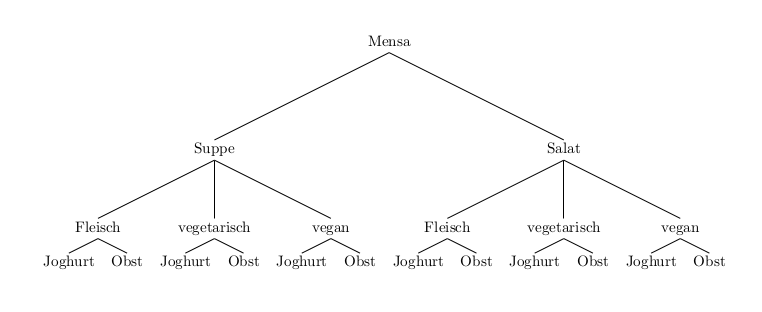 Mensa
Suppe Salat
Fleisch vegetarisch vegan Fleisch vegetarisch vegan
Joghurt Obst Joghurt Obst Joghurt Obst Joghurt Obst Joghurt Obst Joghurt Obst